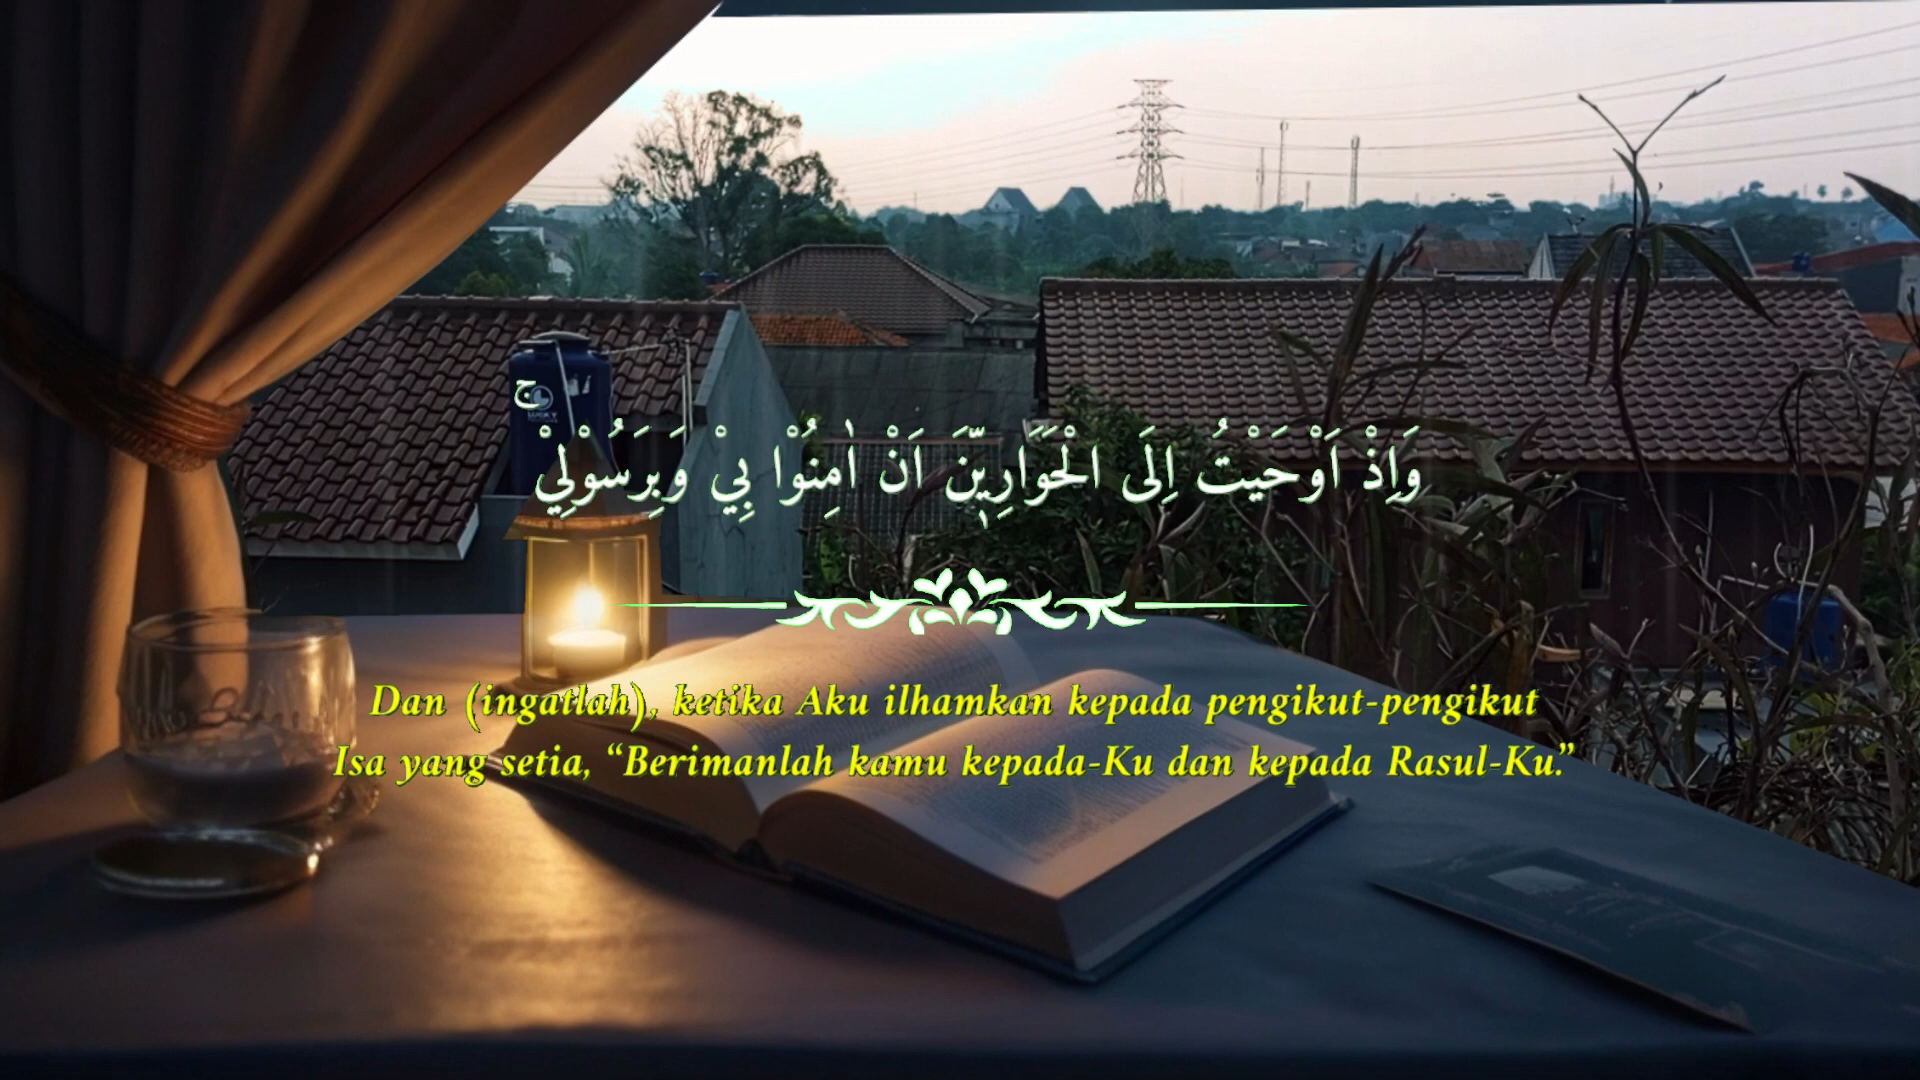 وَاِذْ اَوْحَيْتُ اِلَى الْحَوَارِيّٖنَ اَنْ اٰمِنُوْا بِيْ وَبِرَسُوْلِيْ ۚ
Dan (ingatlah), ketika Aku ilhamkan kepada pengikut-pengikut
Isa yang setia, “Berimanlah kamu kepada-Ku dan kepada Rasul-Ku.”